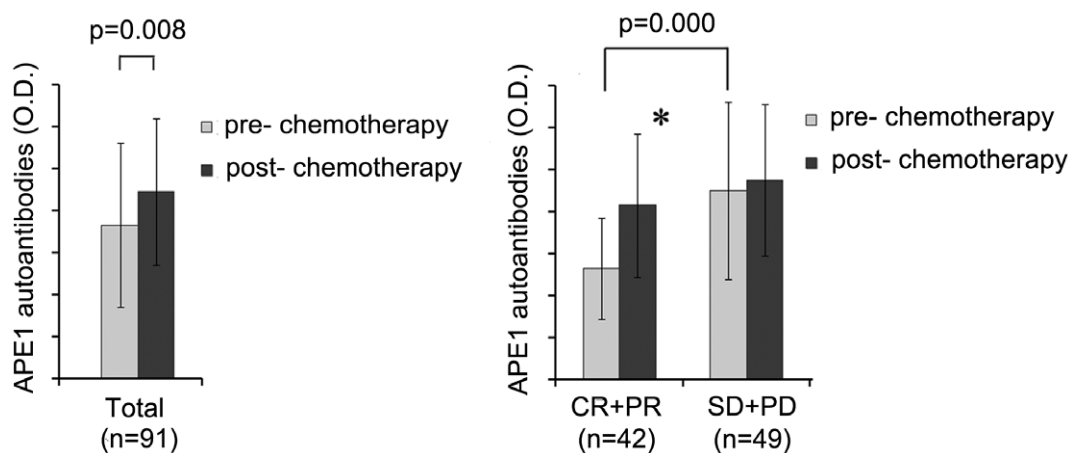 p=0.008
APE1 autoantibodies (O.D.)
pre- chemotherapy
post- chemotherapy
Total
(n=91)
p=0.000
APE1 autoantibodies (O.D.)
*
pre- chemotherapy
post- chemotherapy
CR+PR
(n=42)
SD+PD
(n=49)